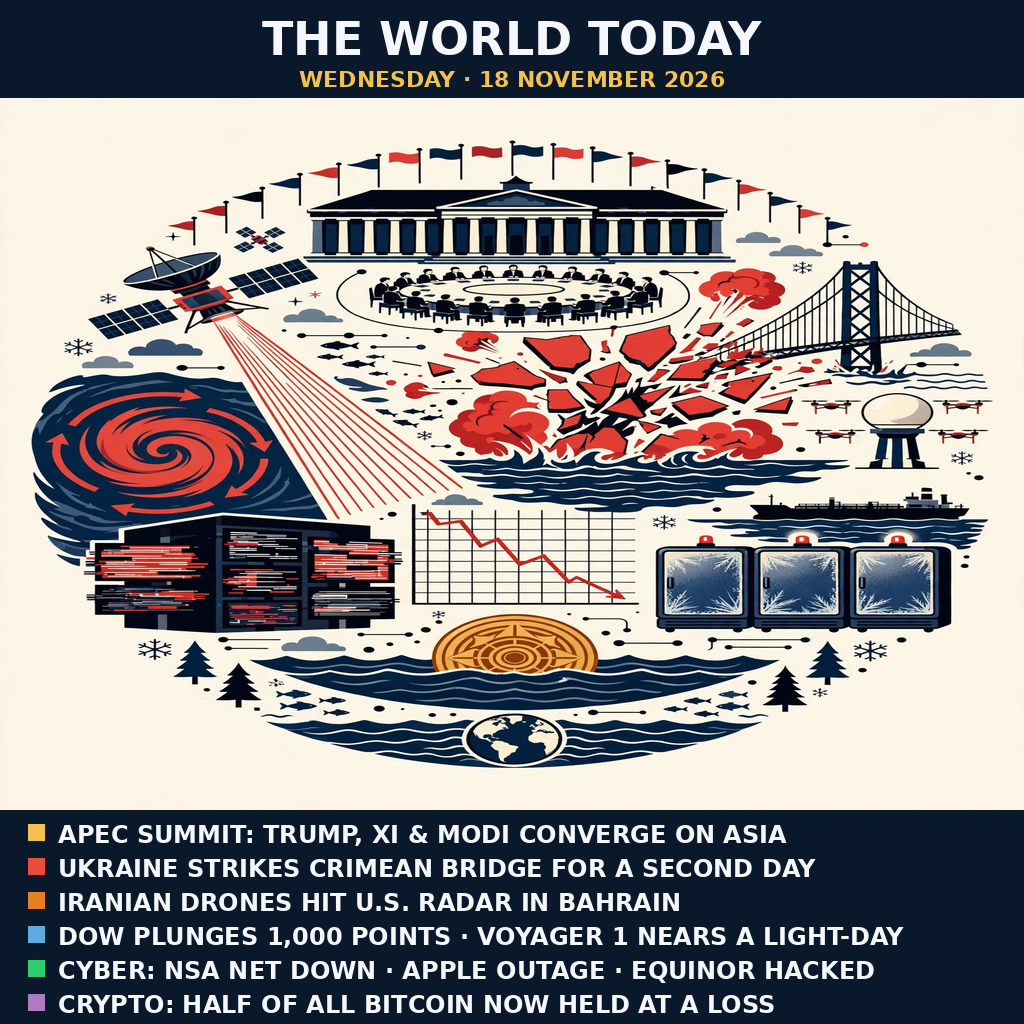 THE WORLD TODAY
WEDNESDAY · 18 NOVEMBER 2026
APEC SUMMIT: TRUMP, XI & MODI CONVERGE ON ASIA
UKRAINE STRIKES CRIMEAN BRIDGE FOR A SECOND DAY
IRANIAN DRONES HIT U.S. RADAR IN BAHRAIN
DOW PLUNGES 1,000 POINTS · VOYAGER 1 NEARS A LIGHT-DAY
CYBER: NSA NET DOWN · APPLE OUTAGE · EQUINOR HACKED
CRYPTO: HALF OF ALL BITCOIN NOW HELD AT A LOSS